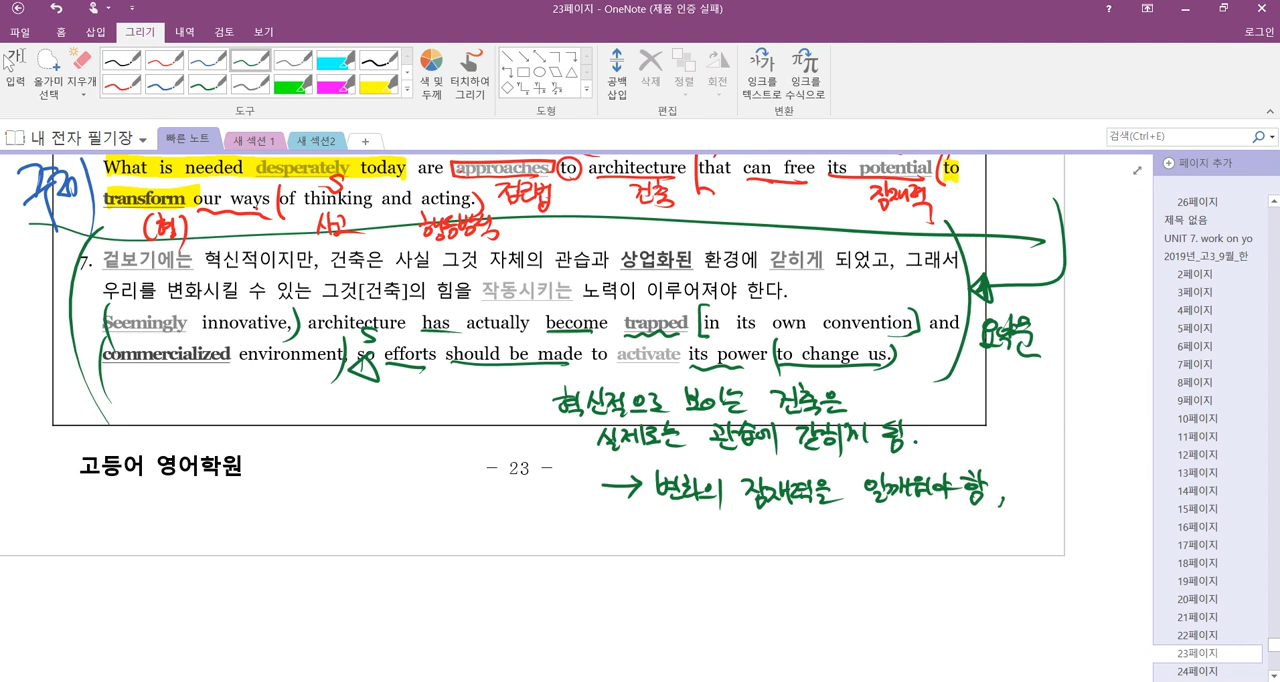 23페이지 - OneNote (제품 인증 실패)
파일 홈 삽입 그리기 내역 검토 보기 로그인
입력 올가미 선택 지우개 색 및 두께 터치하여 그리기 공백 삽입 삭제 정렬 회전 잉크를 텍스트로 잉크를 수식으로
도구 도형 편집 변환
내 전자 필기장 빠른 노트 새 섹션 1 새 섹션2 + 검색(Ctrl+E)
What is needed desperately today are approaches to architecture that can free its potential to
S 접근법 건축 잠재력
transform our ways of thinking and acting.
(형) 사고 행동방식
7. 겉보기에는 혁신적이지만, 건축은 사실 그것 자체의 관습과 상업화된 환경에 갇히게 되었고, 그래서
우리를 변화시킬 수 있는 그것[건축]의 힘을 작동시키는 노력이 이루어져야 한다.
Seemingly innovative, architecture has actually become trapped in its own convention and
요약문
S
commercialized environment, so efforts should be made to activate its power to change us.
혁신적으로 보이는 건축은
실제로는 관습에 갇히게 됨.
→ 변화의 잠재력을 일깨워야 함,
고등어 영어학원
- 23 -
페이지 추가
26페이지
제목 없음
UNIT 7. work on yo
2019년_고3_9월_한
2페이지
3페이지
4페이지
5페이지
6페이지
7페이지
8페이지
9페이지
10페이지
11페이지
12페이지
13페이지
14페이지
15페이지
16페이지
17페이지
18페이지
19페이지
20페이지
21페이지
22페이지
23페이지
24페이지